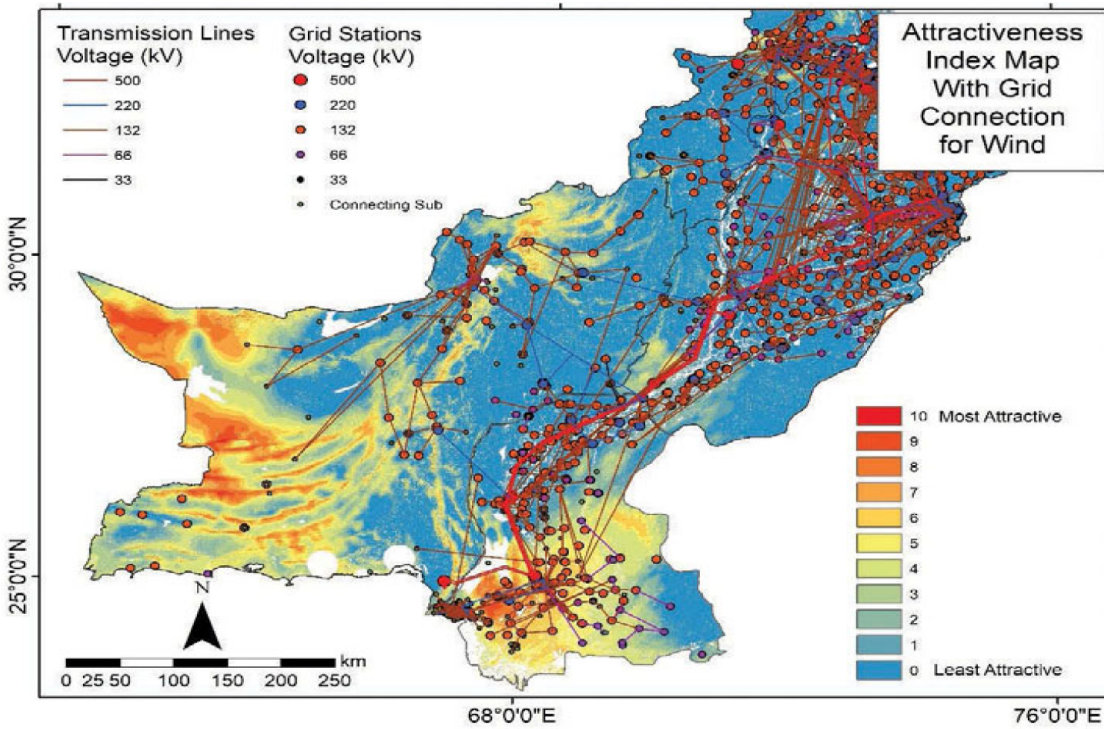 Transmission Lines
Voltage (kV)
500
220
132
66
33
Grid Stations
Voltage (kV)
500
220
132
66
33
Connecting Sub
Attractiveness
Index Map
With Grid
Connection
for Wind
30°0'0"N
25°0'0"N
10 Most Attractive
9
8
7
6
5
4
3
2
1
0 Least Attractive
N
km
0 25 50 100 150 200 250
68°0'0"E
76°0'0"E